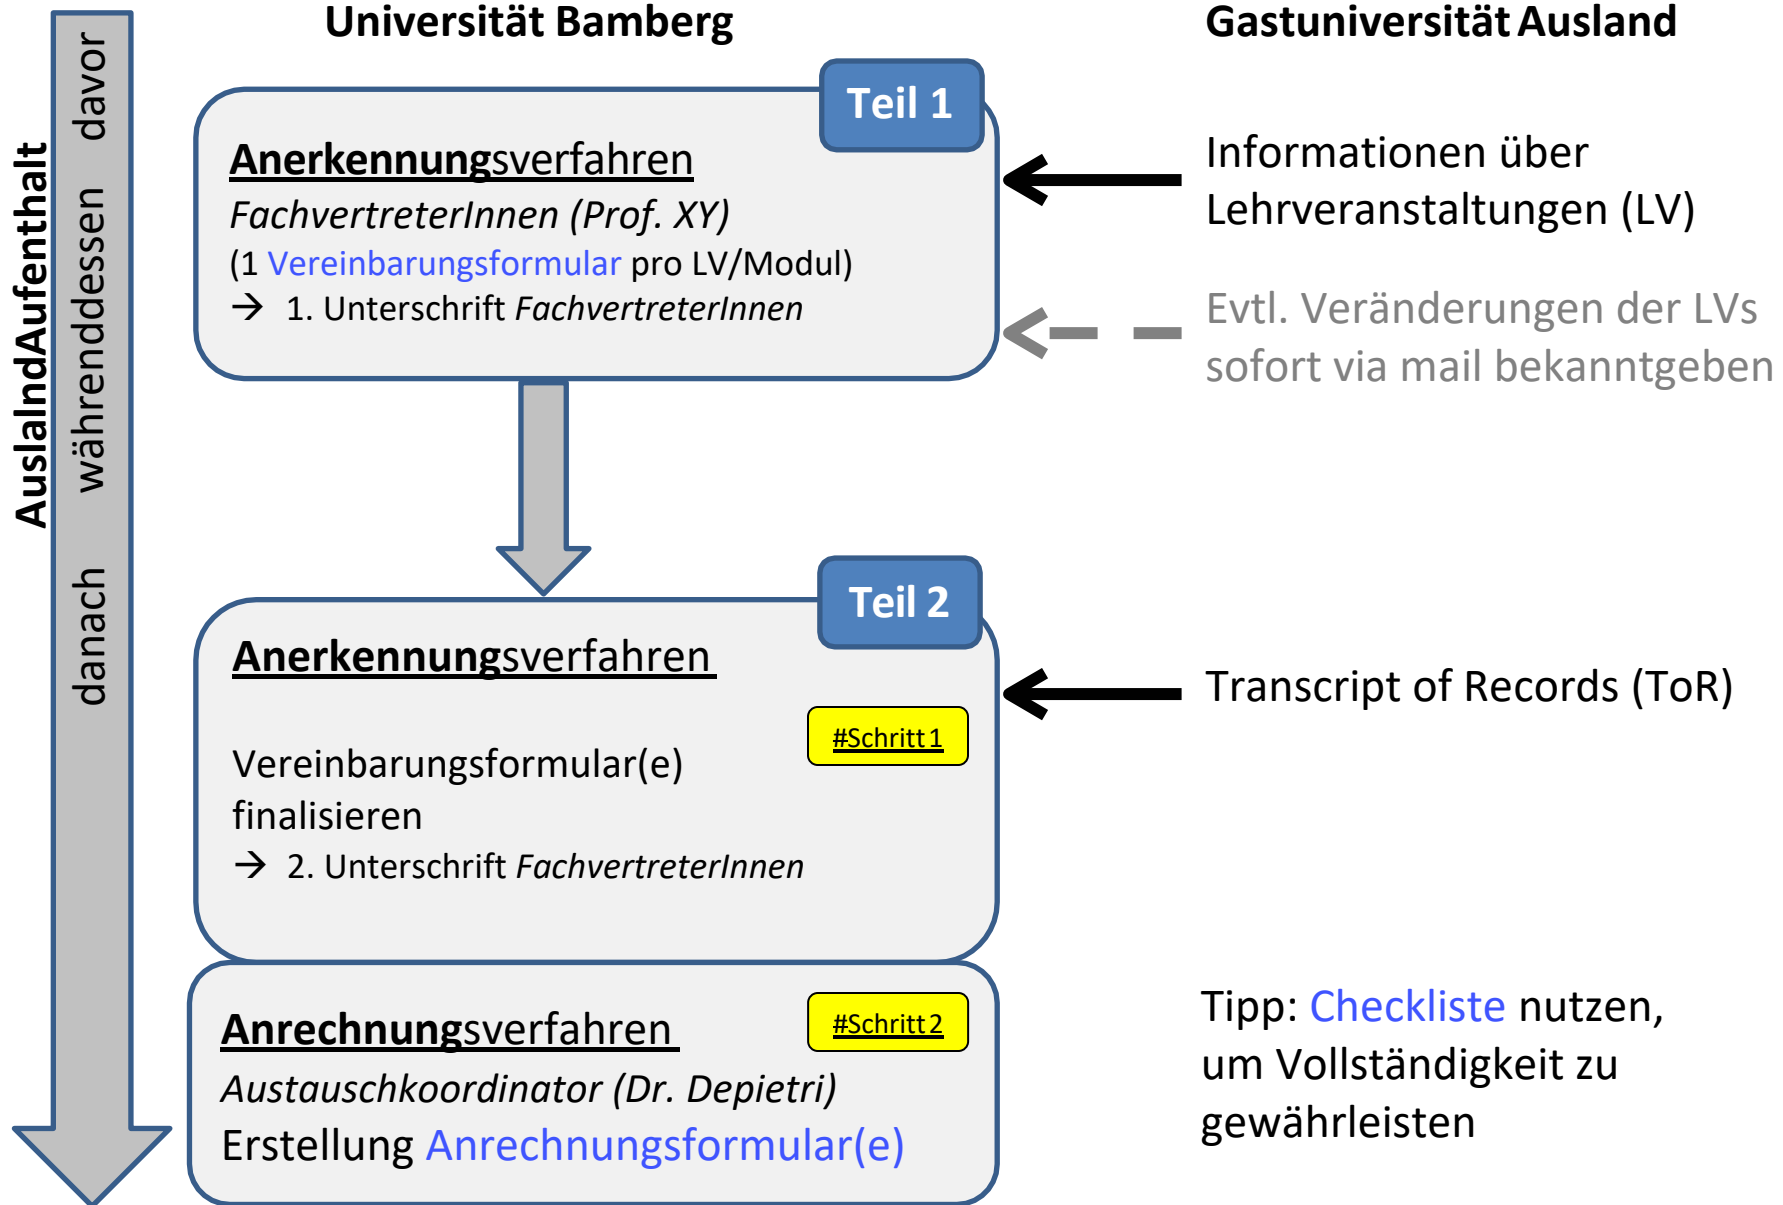 Universität Bamberg
Gastuniversität Ausland
AuslalndAufenthalt
davor
währenddessen
danach
Teil 1
Anerkennungsverfahren
FachvertreterInnen (Prof. XY)
(1 Vereinbarungsformular pro LV/Modul)
→ 1. Unterschrift FachvertreterInnen
Informationen über
Lehrveranstaltungen (LV)
Evtl. Veränderungen der LVs
sofort via mail bekanntgeben
Teil 2
Anerkennungsverfahren
#Schritt 1
Vereinbarungsformular(e)
finalisieren
→ 2. Unterschrift FachvertreterInnen
Transcript of Records (ToR)
Anrechnungsverfahren
#Schritt 2
Austauschkoordinator (Dr. Depietri)
Erstellung Anrechnungsformular(e)
Tipp: Checkliste nutzen,
um Vollständigkeit zu
gewährleisten